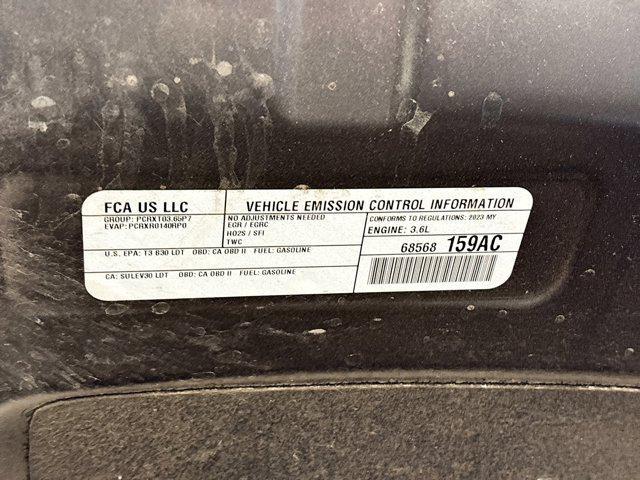 FCA US LLC
GROUP: PCRXT03.65P7
EVAP: PCRXR0140RP0
VEHICLE EMISSION CONTROL INFORMATION
NO ADJUSTMENTS NEEDED
EGR / EGRC
HO2S / SFI
TWC
CONFORMS TO REGULATIONS: 2023 MY
ENGINE: 3.6L
U.S. EPA: T3 B30 LDT OBD: CA OBD II FUEL: GASOLINE
CA: SULEV30 LDT OBD: CA OBD II FUEL: GASOLINE
68568 159AC